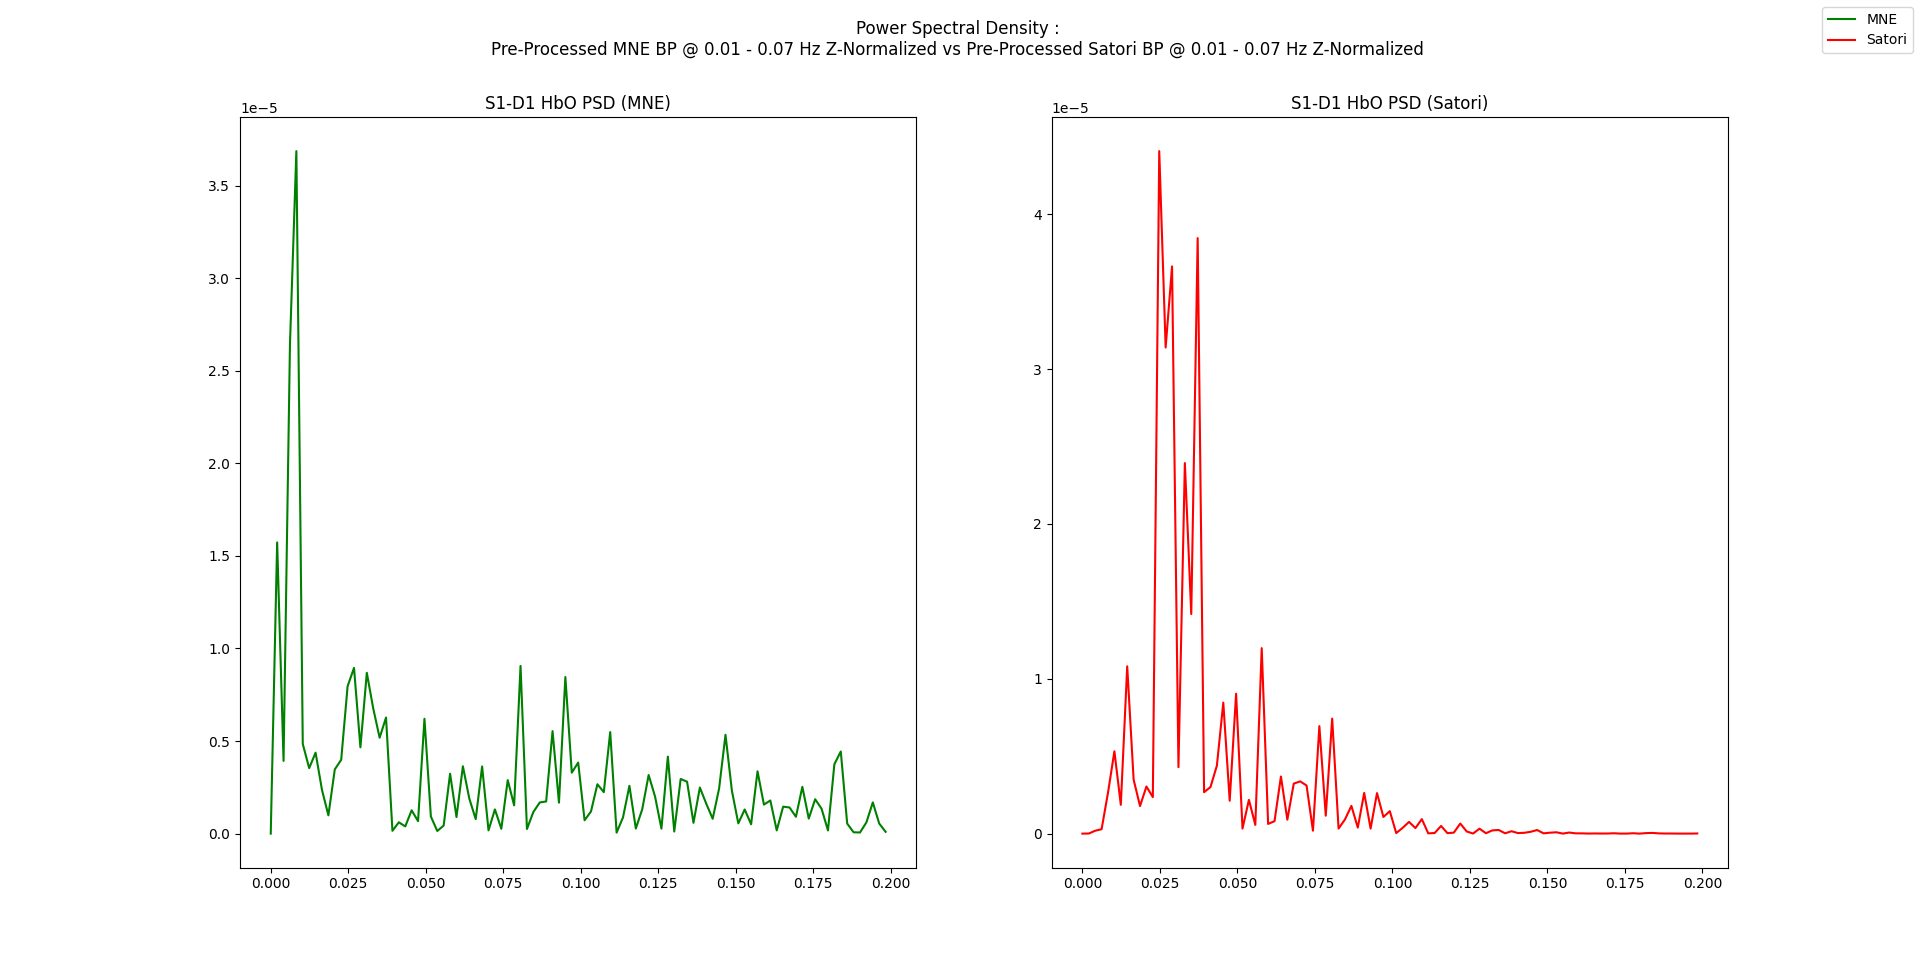 Power Spectral Density :
Pre-Processed MNE BP @ 0.01 - 0.07 Hz Z-Normalized vs Pre-Processed Satori BP @ 0.01 - 0.07 Hz Z-Normalized
MNE
Satori
S1-D1 HbO PSD (MNE)
1e−5
3.5
3.0
2.5
2.0
1.5
1.0
0.5
0.0
0.000 0.025 0.050 0.075 0.100 0.125 0.150 0.175 0.200
S1-D1 HbO PSD (Satori)
1e−5
4
3
2
1
0
0.000 0.025 0.050 0.075 0.100 0.125 0.150 0.175 0.200